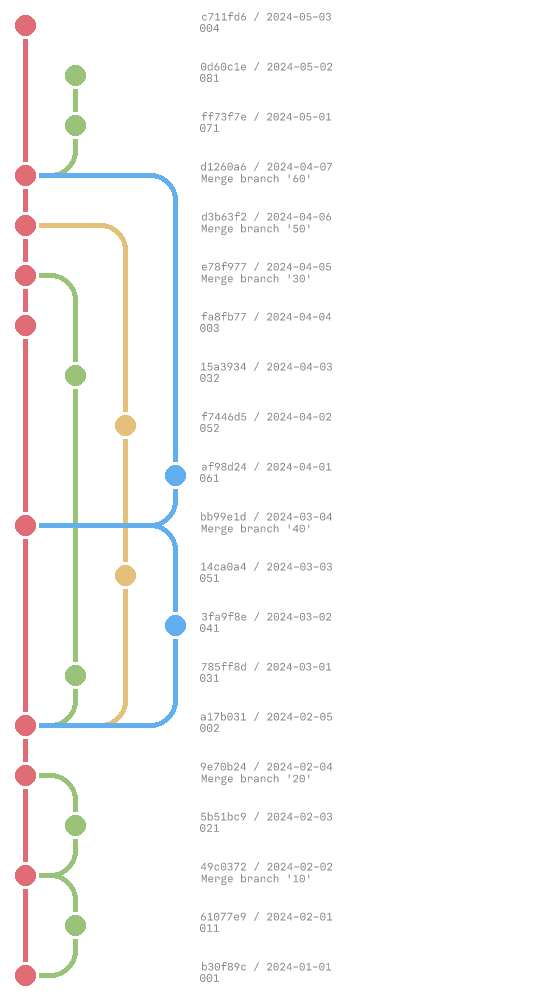 c711fd6 / 2024-05-03
004
0d60c1e / 2024-05-02
081
ff73f7e / 2024-05-01
071
d1260a6 / 2024-04-07
Merge branch '60'
d3b63f2 / 2024-04-06
Merge branch '50'
e78f977 / 2024-04-05
Merge branch '30'
fa8fb77 / 2024-04-04
003
15a3934 / 2024-04-03
032
f7446d5 / 2024-04-02
052
af98d24 / 2024-04-01
061
bb99e1d / 2024-03-04
Merge branch '40'
14ca0a4 / 2024-03-03
051
3fa9f8e / 2024-03-02
041
785ff8d / 2024-03-01
031
a17b031 / 2024-02-05
002
9e70b24 / 2024-02-04
Merge branch '20'
5b51bc9 / 2024-02-03
021
49c0372 / 2024-02-02
Merge branch '10'
61077e9 / 2024-02-01
011
b30f89c / 2024-01-01
001